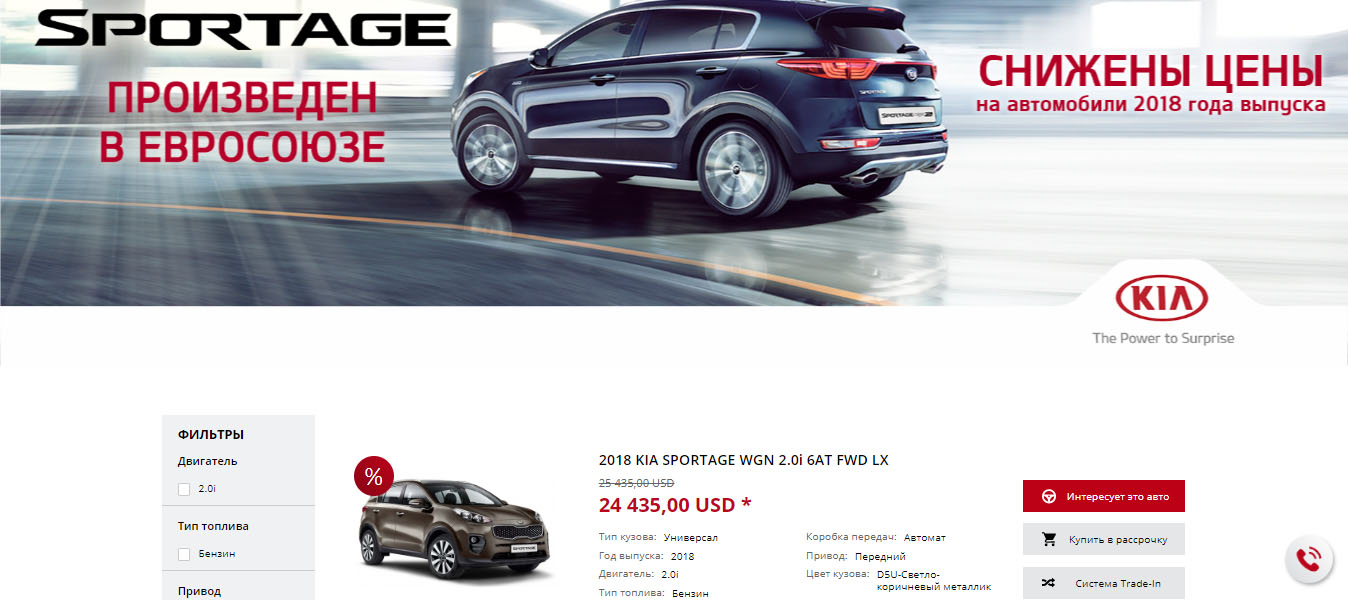 SPORTAGE
ПРОИЗВЕДЕН
В ЕВРОСОЮЗЕ
СНИЖЕНЫ ЦЕНЫ
на автомобили 2018 года выпуска
KIA
The Power to Surprise
ФИЛЬТРЫ
Двигатель
2.0i
Тип топлива
Бензин
Привод
%
2018 KIA SPORTAGE WGN 2.0i 6AT FWD LX
25 435,00 USD
24 435,00 USD *
Тип кузова: Универсал
Год выпуска: 2018
Двигатель: 2.0i
Тип топлива: Бензин
Коробка передач: Автомат
Привод: Передний
Цвет кузова: D5U-Светло-
коричневый металлик
Интересует это авто
Купить в рассрочку
Система Trade-In